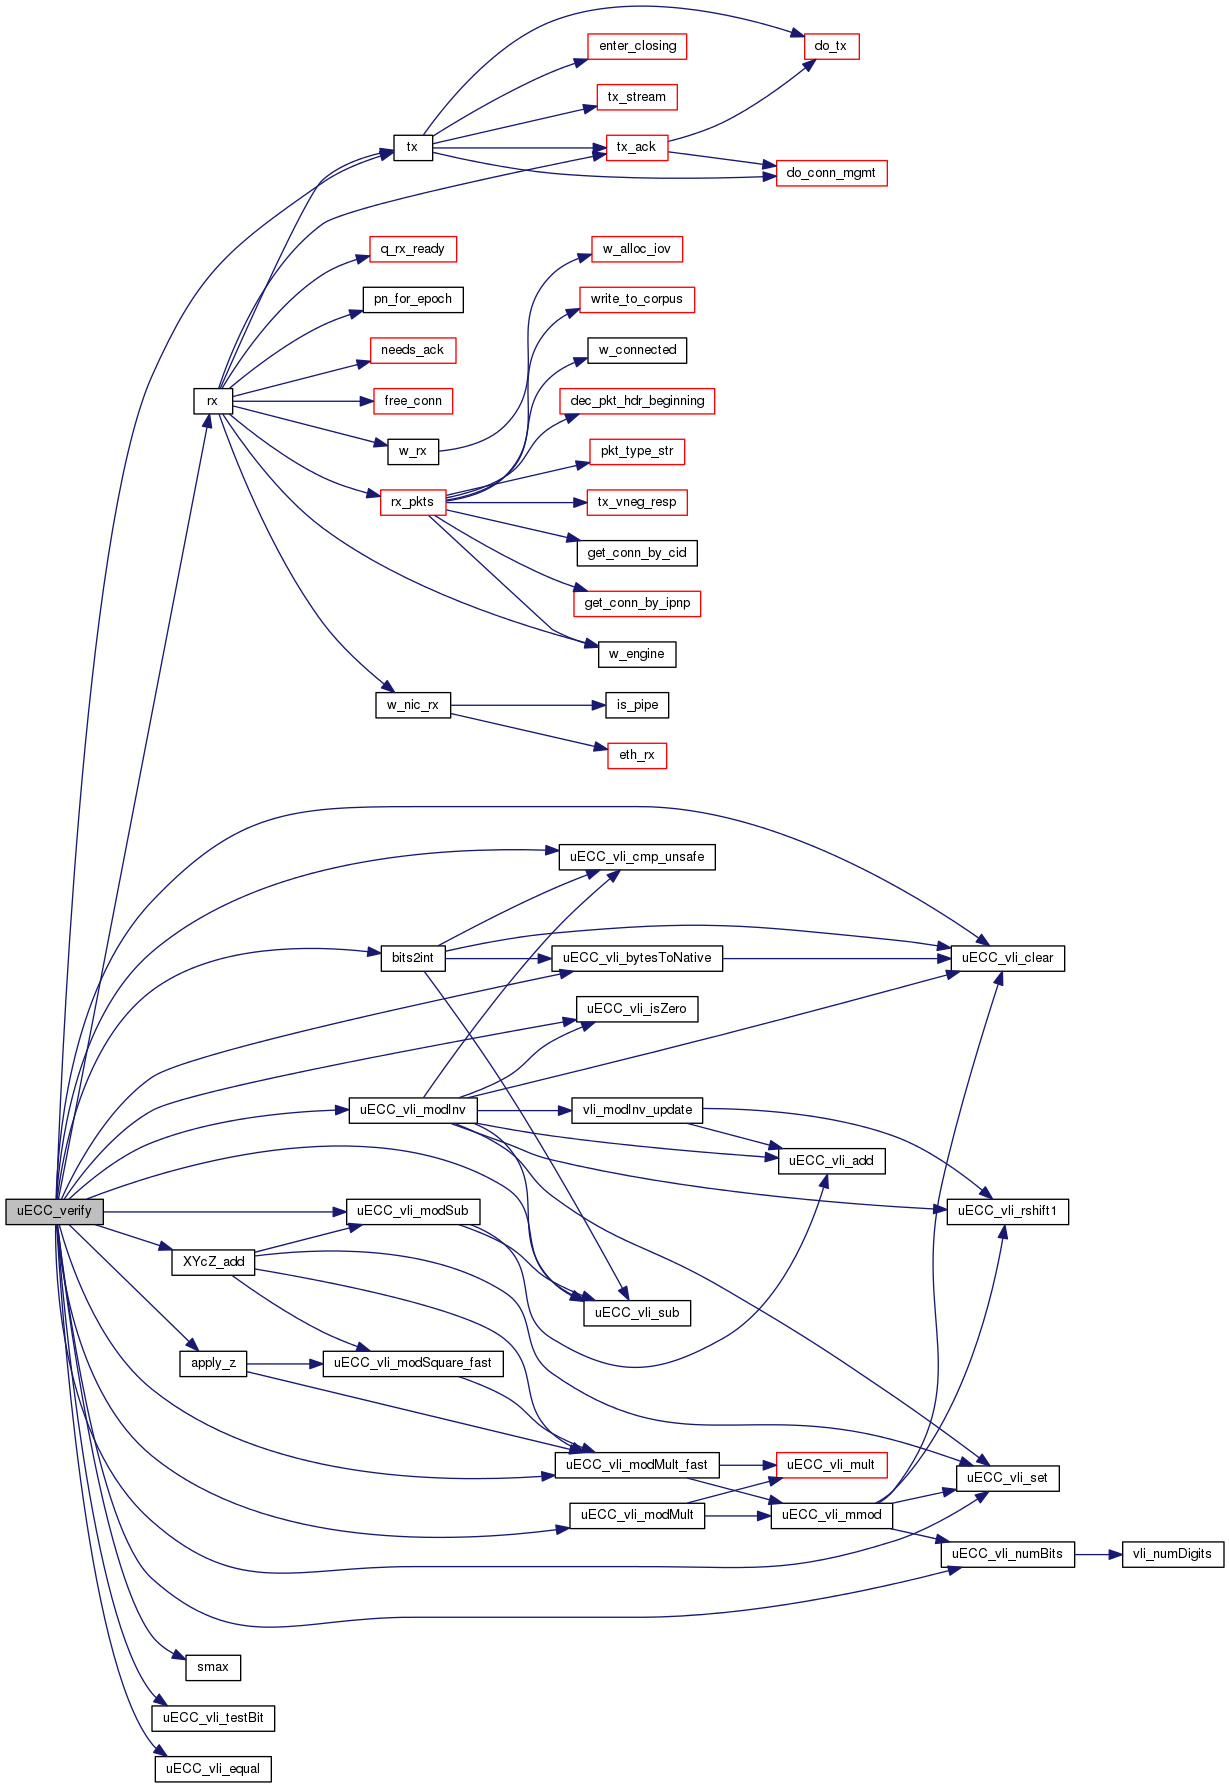 enter_closing
do_tx
tx_stream
tx
tx_ack
do_conn_mgmt
q_rx_ready
w_alloc_iov
pn_for_epoch
write_to_corpus
needs_ack
w_connected
rx
free_conn
dec_pkt_hdr_beginning
w_rx
pkt_type_str
rx_pkts
tx_vneg_resp
get_conn_by_cid
get_conn_by_ipnp
w_engine
w_nic_rx
is_pipe
eth_rx
uECC_vli_cmp_unsafe
bits2int
uECC_vli_bytesToNative
uECC_vli_clear
uECC_vli_isZero
uECC_vli_modInv
vli_modInv_update
uECC_vli_add
uECC_verify
uECC_vli_modSub
uECC_vli_rshift1
XYcZ_add
uECC_vli_sub
apply_z
uECC_vli_modSquare_fast
uECC_vli_modMult_fast
uECC_vli_mult
uECC_vli_set
uECC_vli_modMult
uECC_vli_mmod
uECC_vli_numBits
vli_numDigits
smax
uECC_vli_testBit
uECC_vli_equal